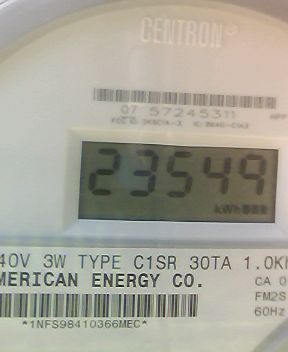 CENTRON®
07 57245311
23549
kWh
40V 3W TYPE C1SR 30TA 1.0K
MERICAN ENERGY CO.
CA 0
FM2S
60Hz
*1NFS98410366MEC*